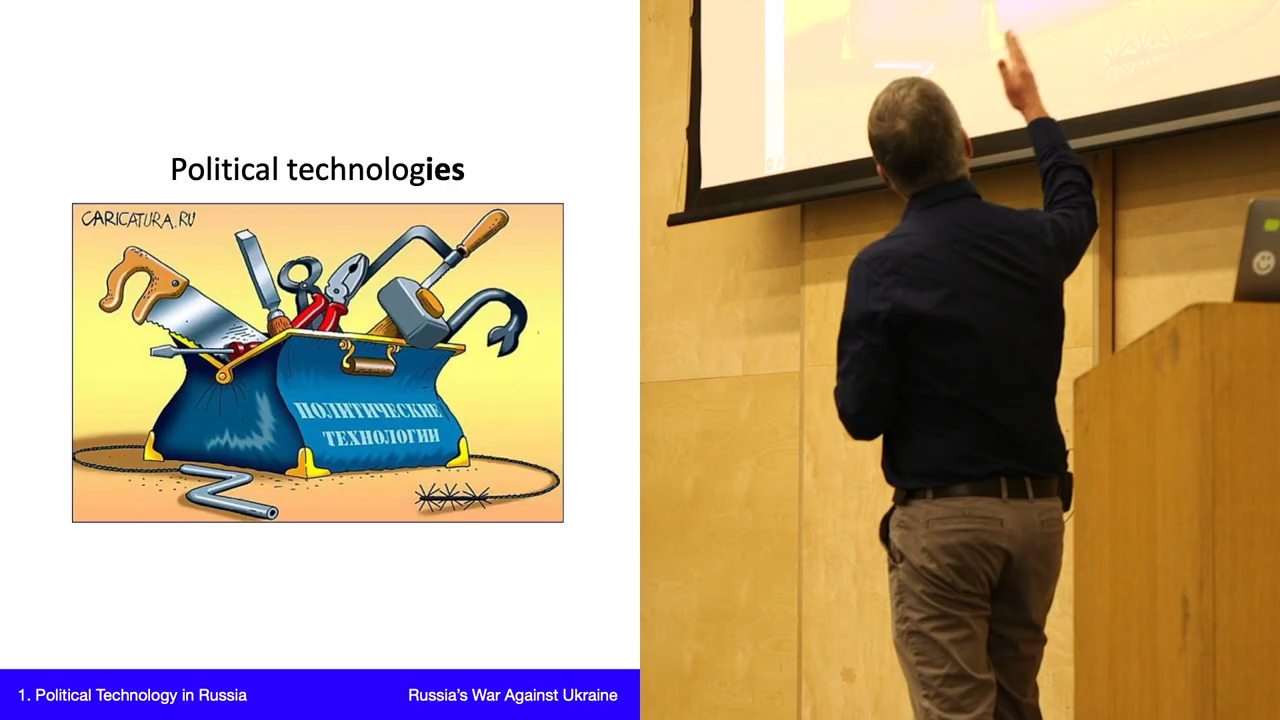 Political technologies
CARICATURA.RU
ПОЛИТИЧЕСКИЕ
ТЕХНОЛОГИИ
1. Political Technology in Russia
Russia's War Against Ukraine